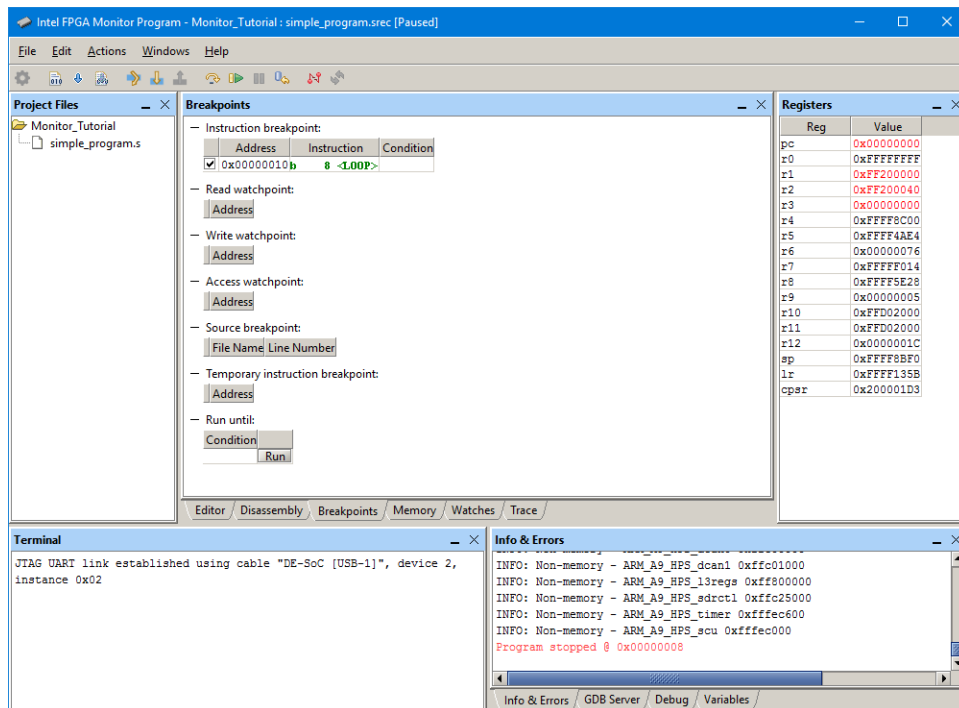 Intel FPGA Monitor Program - Monitor_Tutorial : simple_program.srec [Paused]
File Edit Actions Windows Help
Project Files
Monitor_Tutorial
simple_program.s
Breakpoints
Instruction breakpoint:
Address Instruction Condition
0x00000010 b 8 <LOOP>
Read watchpoint:
Address
Write watchpoint:
Address
Access watchpoint:
Address
Source breakpoint:
File Name Line Number
Temporary instruction breakpoint:
Address
Run until:
Condition
Run
Editor Disassembly Breakpoints Memory Watches Trace
Registers
Reg Value
pc 0x00000000
r0 0xFFFFFFFF
r1 0xFF200000
r2 0xFF200040
r3 0x00000000
r4 0xFFFF8C00
r5 0xFFFF4AE4
r6 0x00000076
r7 0xFFFFF014
r8 0xFFFF5E28
r9 0x00000005
r10 0xFFD02000
r11 0xFFD02000
r12 0x0000001C
sp 0xFFFF8BF0
lr 0xFFFF135B
cpsr 0x200001D3
Terminal
JTAG UART link established using cable "DE-SoC [USB-1]", device 2,
instance 0x02
Info & Errors
INFO: Non-memory - ARM_A9_HPS_dcan1 0xffc01000
INFO: Non-memory - ARM_A9_HPS_l3regs 0xff800000
INFO: Non-memory - ARM_A9_HPS_sdrctl 0xffc25000
INFO: Non-memory - ARM_A9_HPS_timer 0xfffec600
INFO: Non-memory - ARM_A9_HPS_scu 0xfffec000
Program stopped @ 0x00000008
Info & Errors GDB Server Debug Variables